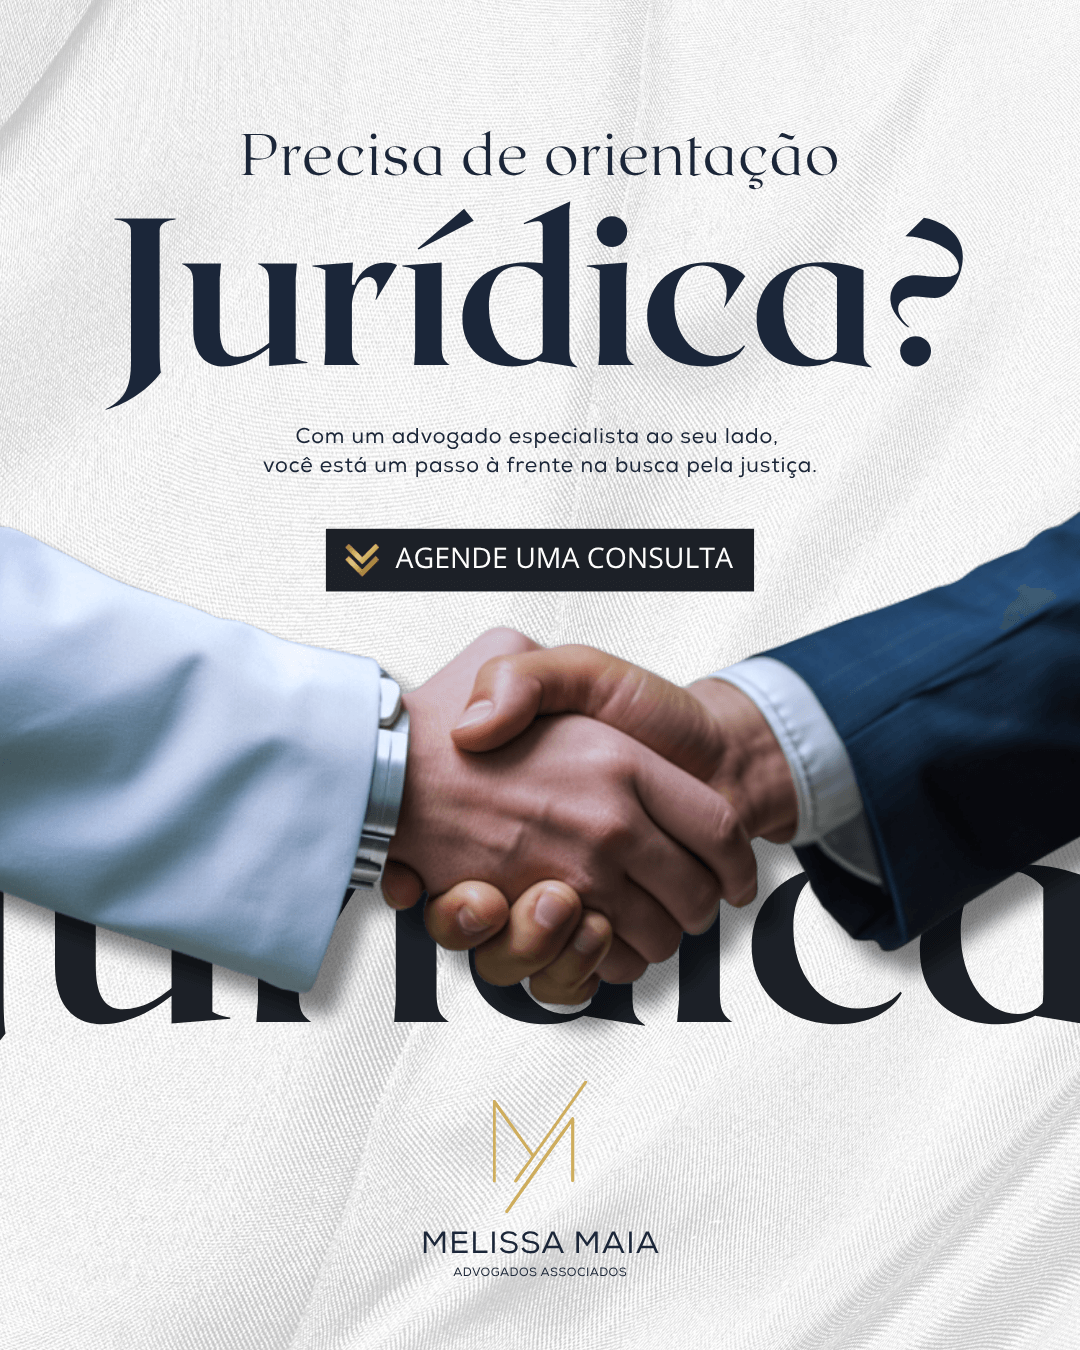 Precisa de orientação
Jurídica?
Com um advogado especialista ao seu lado,
você está um passo à frente na busca pela justiça.
AGENDE UMA CONSULTA
Jurídica
MELISSA MAIA
ADVOGADOS ASSOCIADOS